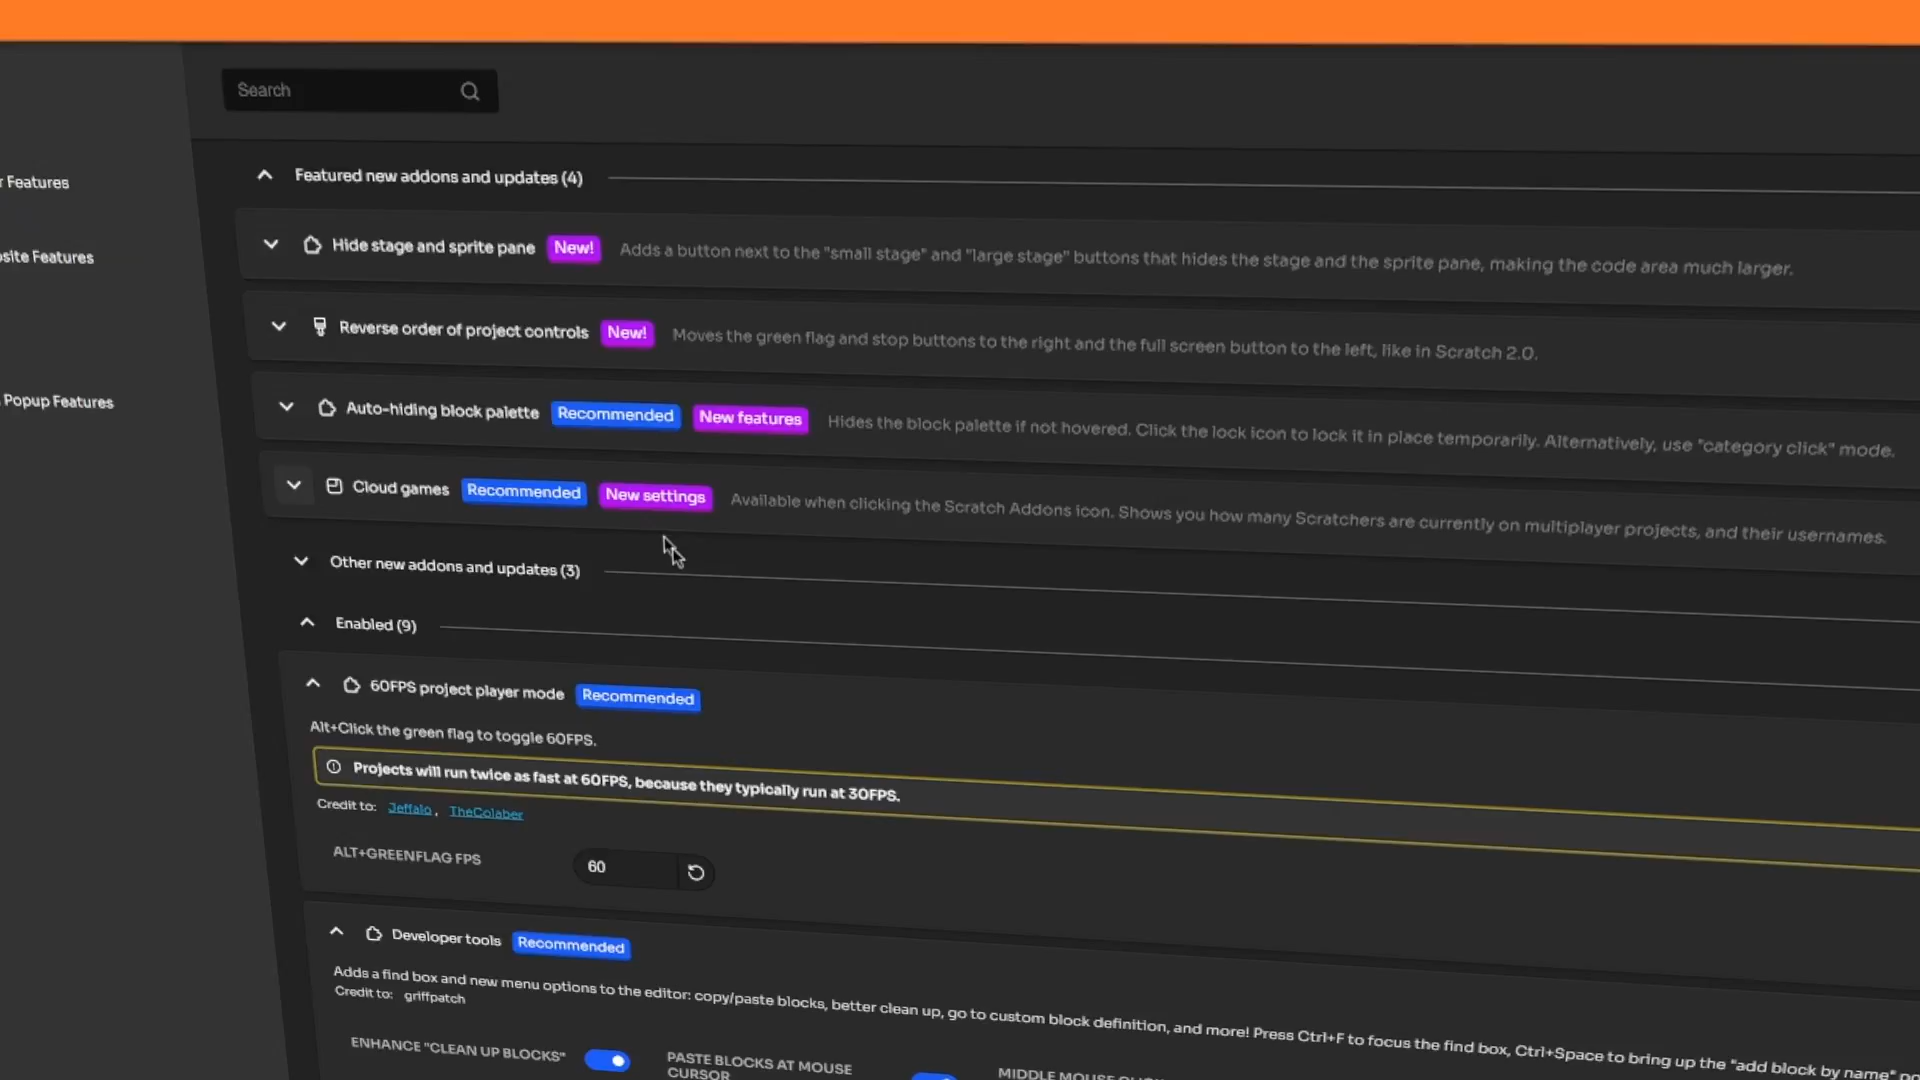 Search
Features
Featured new addons and updates (4)
Hide stage and sprite pane New! Adds a button next to the "small stage" and "large stage" buttons that hides the stage and the sprite pane, making the code area much larger.
Features
Reverse order of project controls New! Moves the green flag and stop buttons to the right and the full screen button to the left, like in Scratch 2.0.
Popup Features
Auto-hiding block palette Recommended New features Hides the block palette if not hovered. Click the lock icon to lock it in place temporarily. Alternatively, use "category click" mode.
Cloud games Recommended New settings Available when clicking the Scratch Addons icon. Shows you how many Scratchers are currently on multiplayer projects, and their usernames.
Other new addons and updates (3)
Enabled (9)
60FPS project player mode Recommended
Alt+Click the green flag to toggle 60FPS.
Projects will run twice as fast at 60FPS, because they typically run at 30FPS.
Credit to: Jeffalo, TheColaber
ALT+GREENFLAG FPS 60
Developer tools Recommended
Adds a find box and new menu options to the editor: copy/paste blocks, better clean up, go to custom block definition, and more! Press Ctrl+F to focus the find box, Ctrl+Space to bring up the "add block by name"
Credit to: griffpatch
ENHANCE "CLEAN UP BLOCKS" PASTE BLOCKS AT MOUSE CURSOR MIDDLE MOUSE